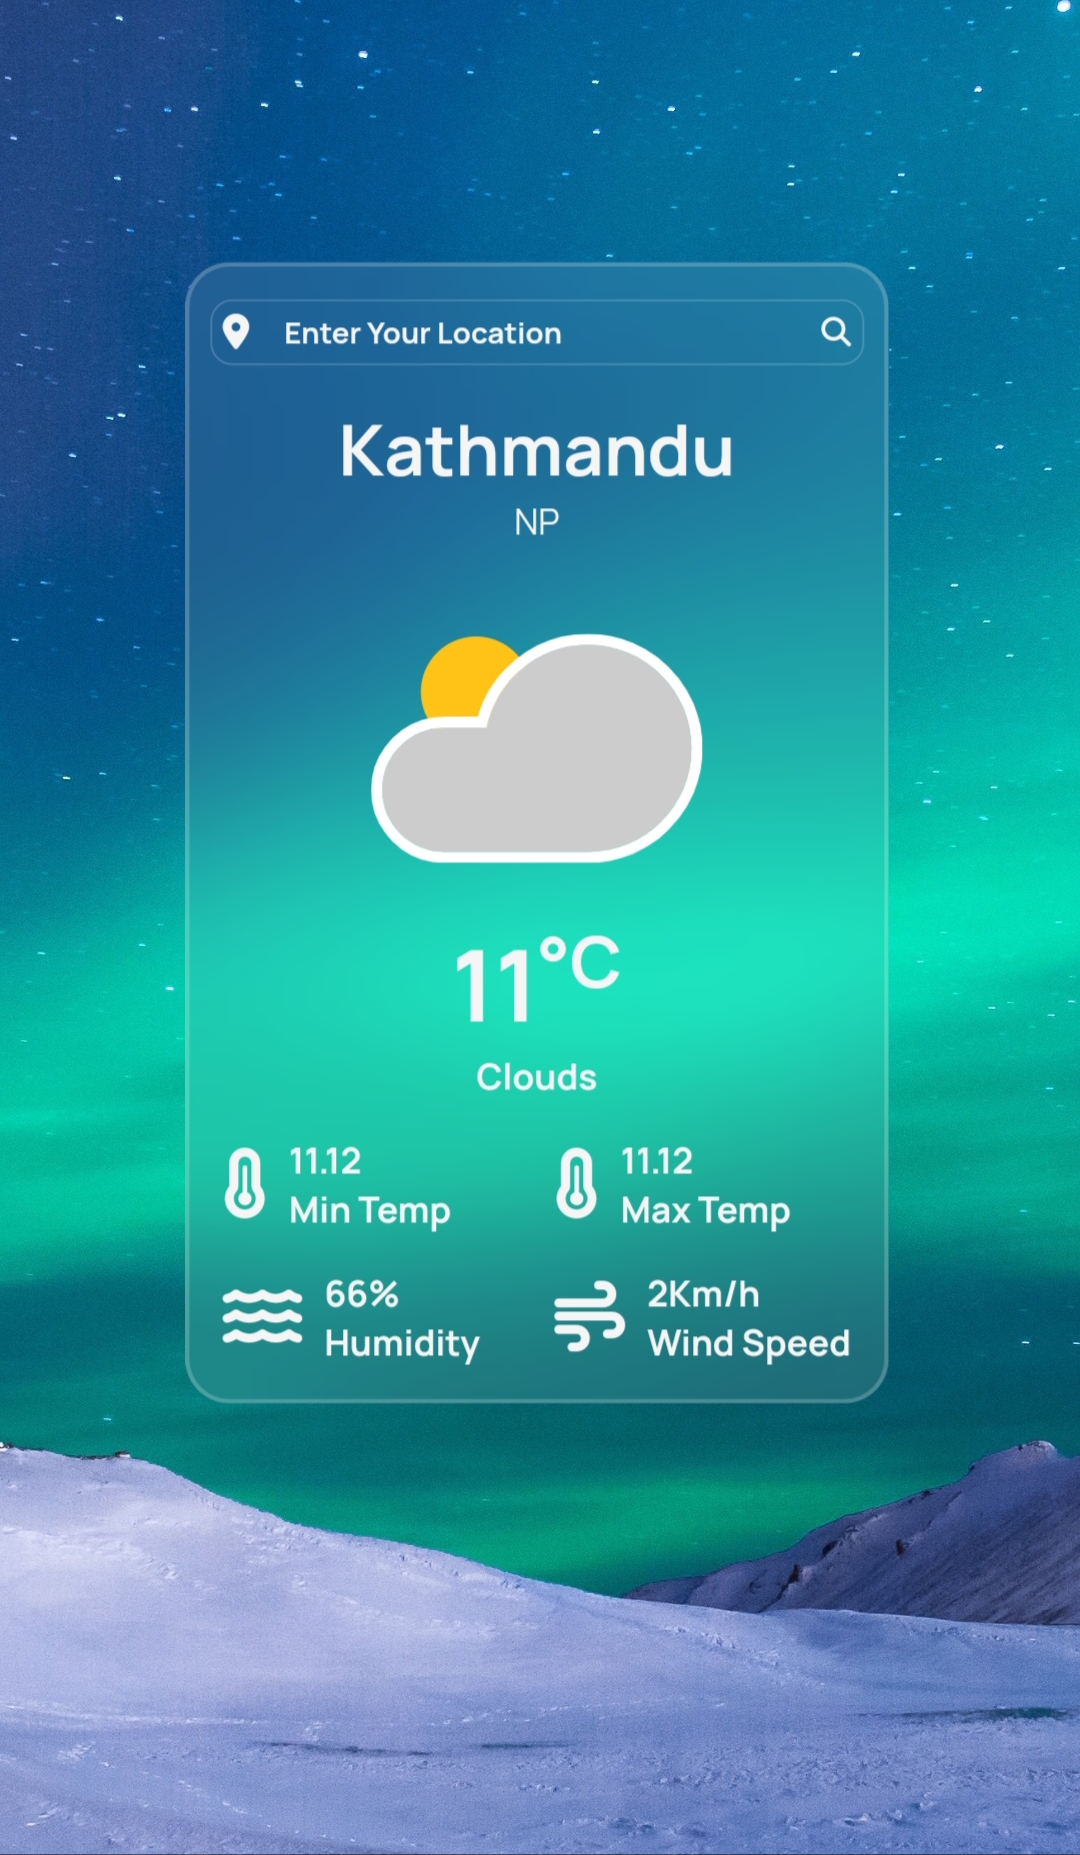 Enter Your Location
Kathmandu
NP
11°C
Clouds
11.12
Min Temp
11.12
Max Temp
66%
Humidity
2Km/h
Wind Speed